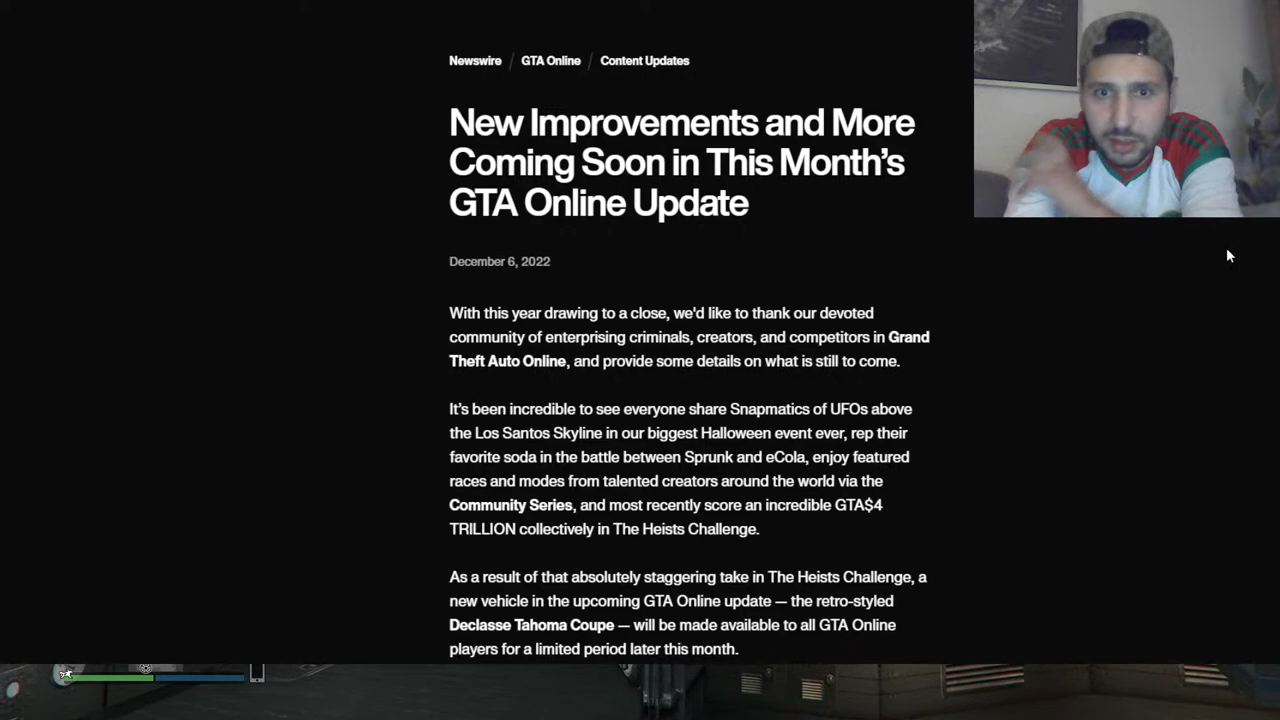 Newswire / GTA Online / Content Updates
New Improvements and More
Coming Soon in This Month’s
GTA Online Update
December 6, 2022
With this year drawing to a close, we'd like to thank our devoted
community of enterprising criminals, creators, and competitors in Grand
Theft Auto Online, and provide some details on what is still to come.
It’s been incredible to see everyone share Snapmatics of UFOs above
the Los Santos Skyline in our biggest Halloween event ever, rep their
favorite soda in the battle between Sprunk and eCola, enjoy featured
races and modes from talented creators around the world via the
Community Series, and most recently score an incredible GTA$4
TRILLION collectively in The Heists Challenge.
As a result of that absolutely staggering take in The Heists Challenge, a
new vehicle in the upcoming GTA Online update — the retro-styled
Declasse Tahoma Coupe — will be made available to all GTA Online
players for a limited period later this month.